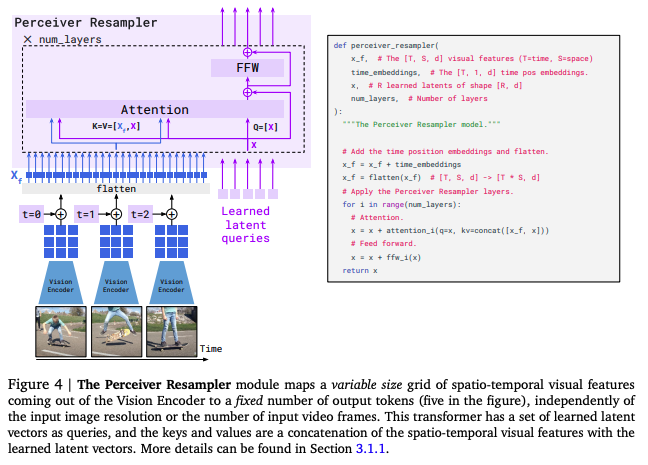 Perceiver Resampler
× num_layers
+
FFW
+
Attention
K=V=[Xf,X]
Q=[X]
X
Xf
flatten
t=0
+
t=1
+
t=2
+
Learned
latent
queries
Vision
Encoder
Vision
Encoder
Vision
Encoder
Time
def perceiver_resampler(
x_f, # The [T, S, d] visual features (T=time, S=space)
time_embeddings, # The [T, 1, d] time pos embeddings.
x, # R learned latents of shape [R, d]
num_layers, # Number of layers
):
"""The Perceiver Resampler model."""
# Add the time position embeddings and flatten.
x_f = x_f + time_embeddings
x_f = flatten(x_f) # [T, S, d] -> [T * S, d]
# Apply the Perceiver Resampler layers.
for i in range(num_layers):
# Attention.
x = x + attention_i(q=x, kv=concat([x_f, x]))
# Feed forward.
x = x + ffw_i(x)
return x
Figure 4 | The Perceiver Resampler module maps a variable size grid of spatio-temporal visual features
coming out of the Vision Encoder to a fixed number of output tokens (five in the figure), independently of
the input image resolution or the number of input video frames. This transformer has a set of learned latent
vectors as queries, and the keys and values are a concatenation of the spatio-temporal visual features with the
learned latent vectors. More details can be found in Section 3.1.1.